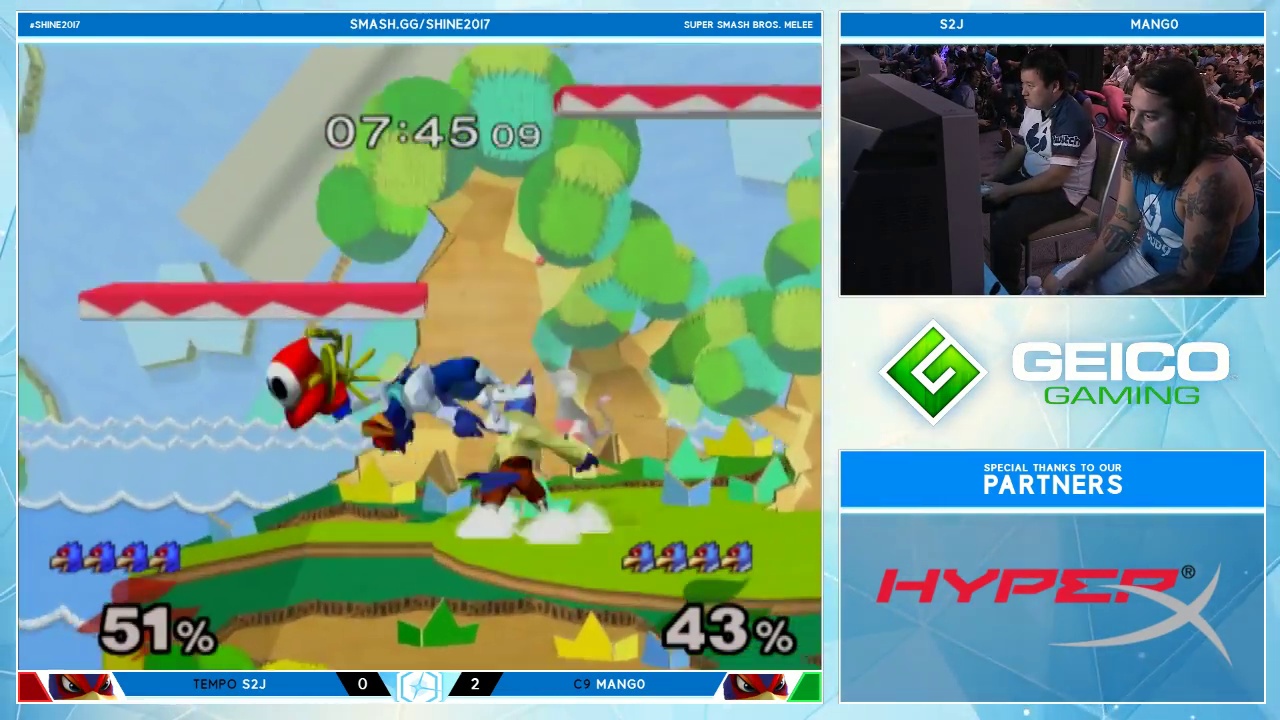 #SHINE2017
SMASH.GG/SHINE2017
SUPER SMASH BROS. MELEE
S2J
MANG0
07:45 09
twitch
GEICO
GAMING
SPECIAL THANKS TO OUR
PARTNERS
HYPERX®
51%
43%
TEMPO S2J
0
2
C9 MANG0